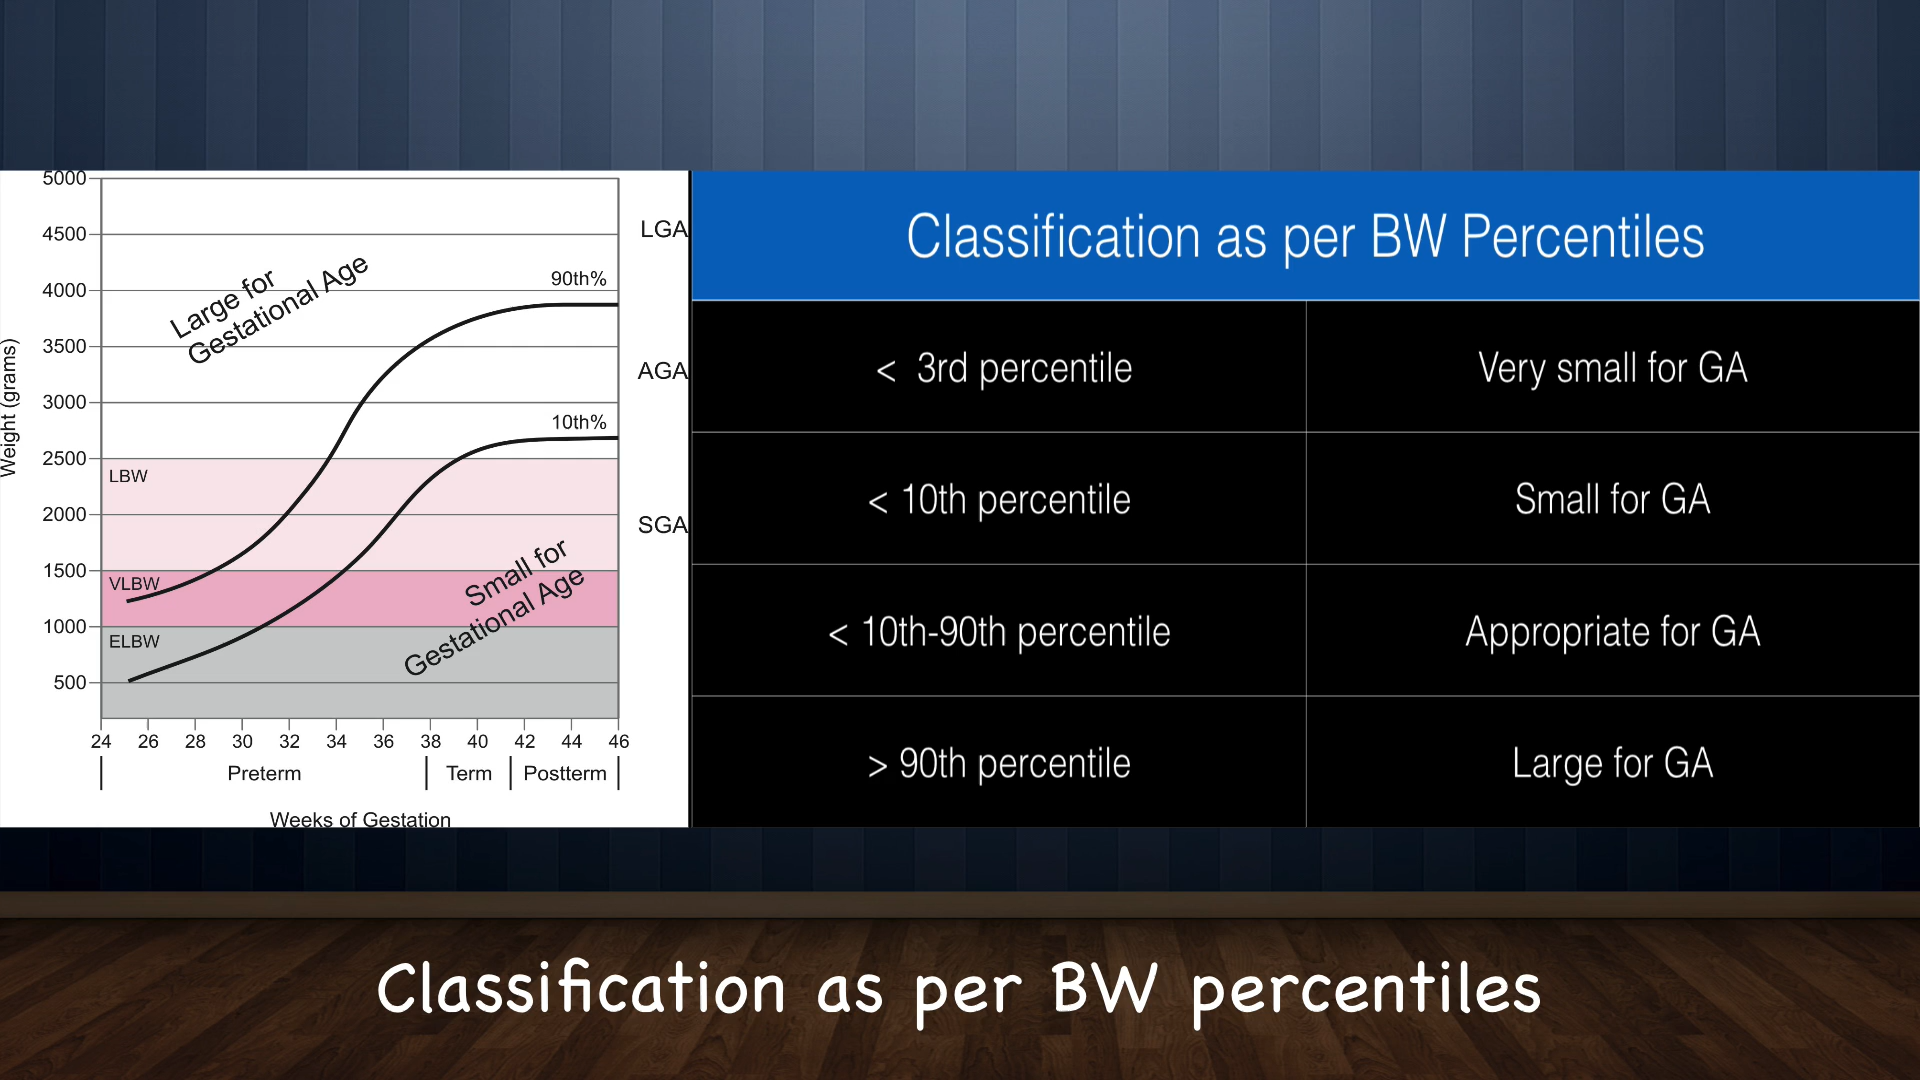 5000
4500
4000
3500
3000
2500
2000
1500
1000
500
Weight (grams)
Large for
Gestational Age
90th%
10th%
LBW
VLBW
ELBW
Small for
Gestational Age
LGA
AGA
SGA
24 26 28 30 32 34 36 38 40 42 44 46
Preterm Term Postterm
Weeks of Gestation
Classification as per BW Percentiles
< 3rd percentile Very small for GA
< 10th percentile Small for GA
< 10th-90th percentile Appropriate for GA
> 90th percentile Large for GA
Classification as per BW percentiles